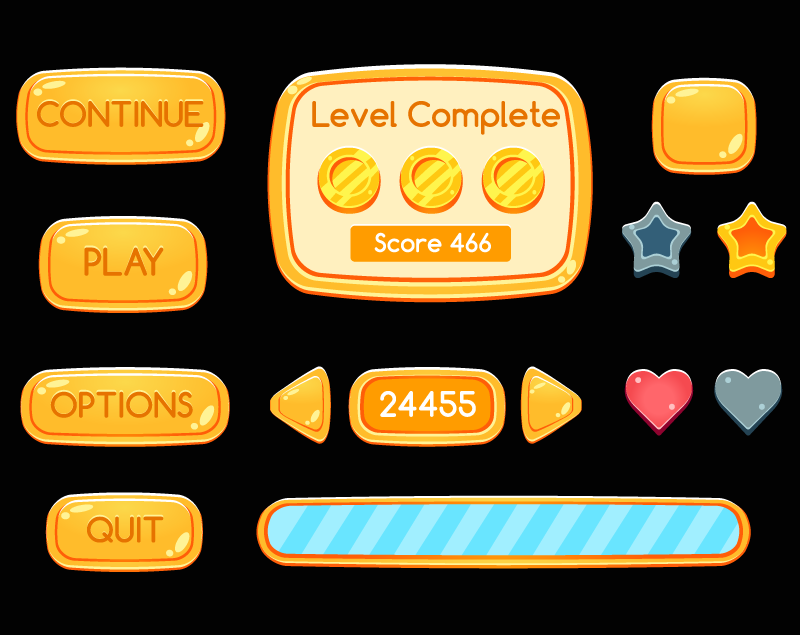 CONTINUE
Level Complete
Score 466
PLAY
OPTIONS
24455
QUIT